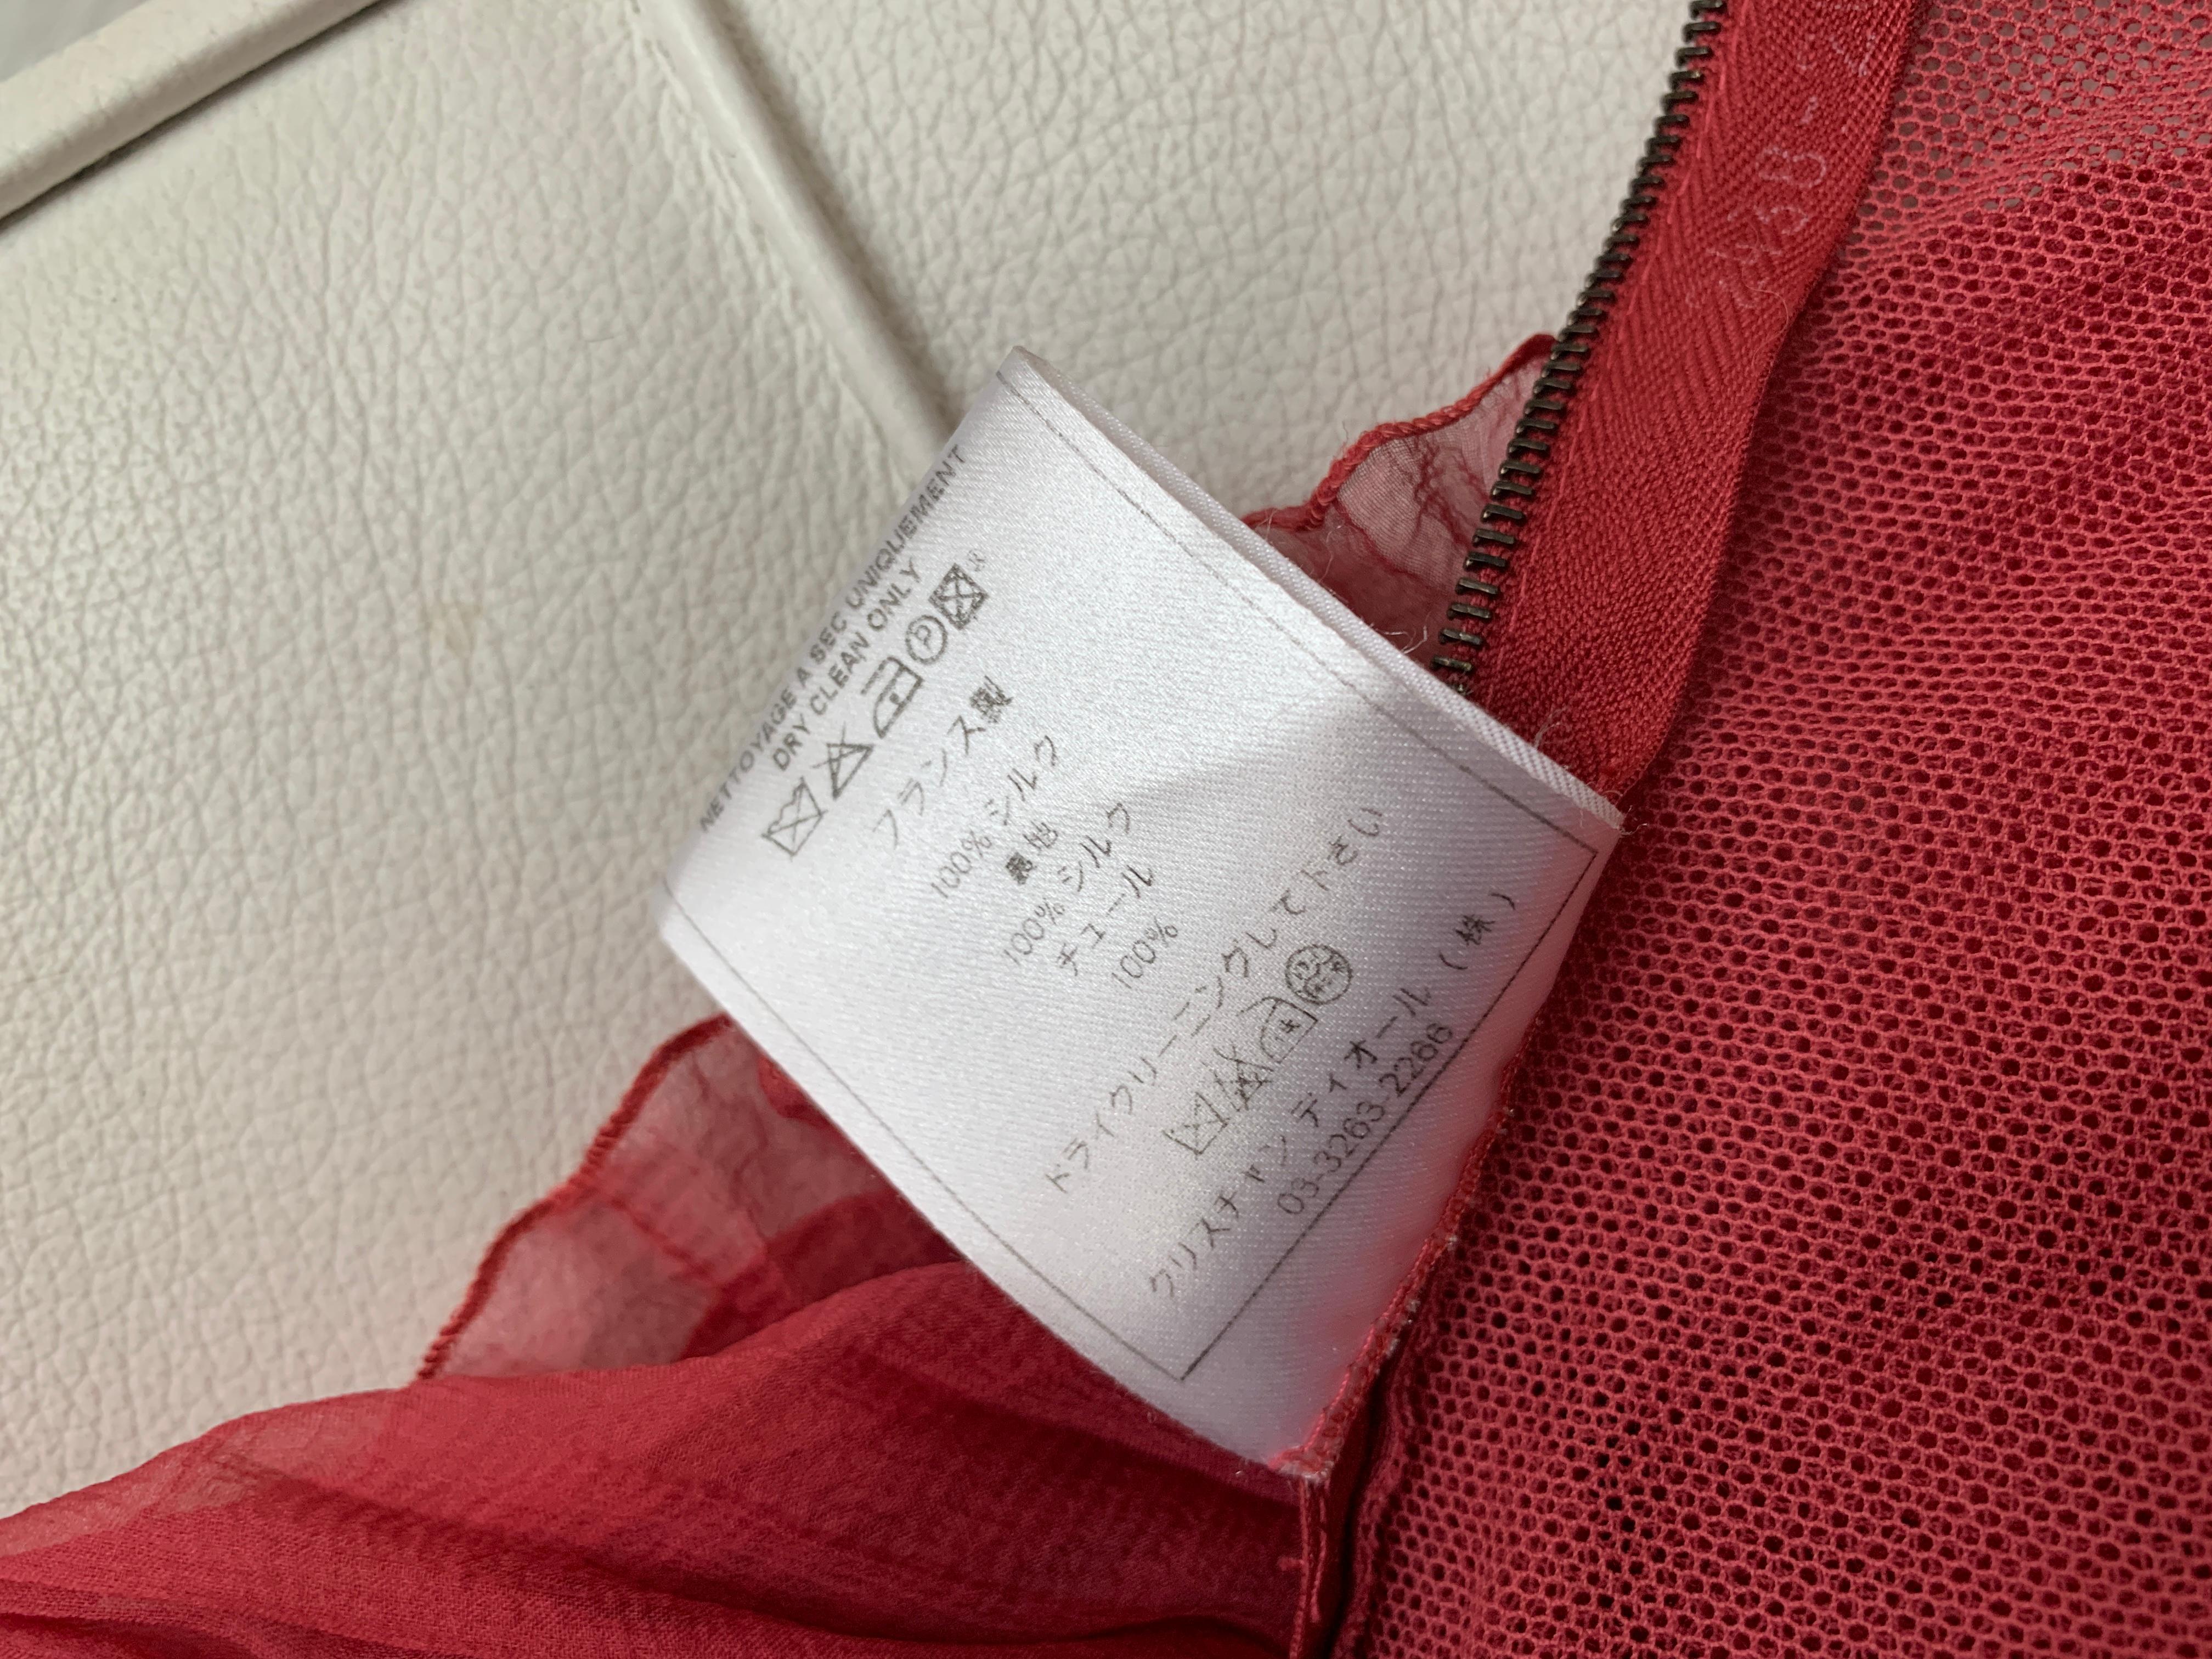 NETTOYAGE A SEC UNIQUEMENT
DRY CLEAN ONLY
P
フランス製
100% シルク
裏地
100% シルク
チュール
100%
ドライクリーニングして下さい
クリスチャン ディオール (株)
03-3263-2266